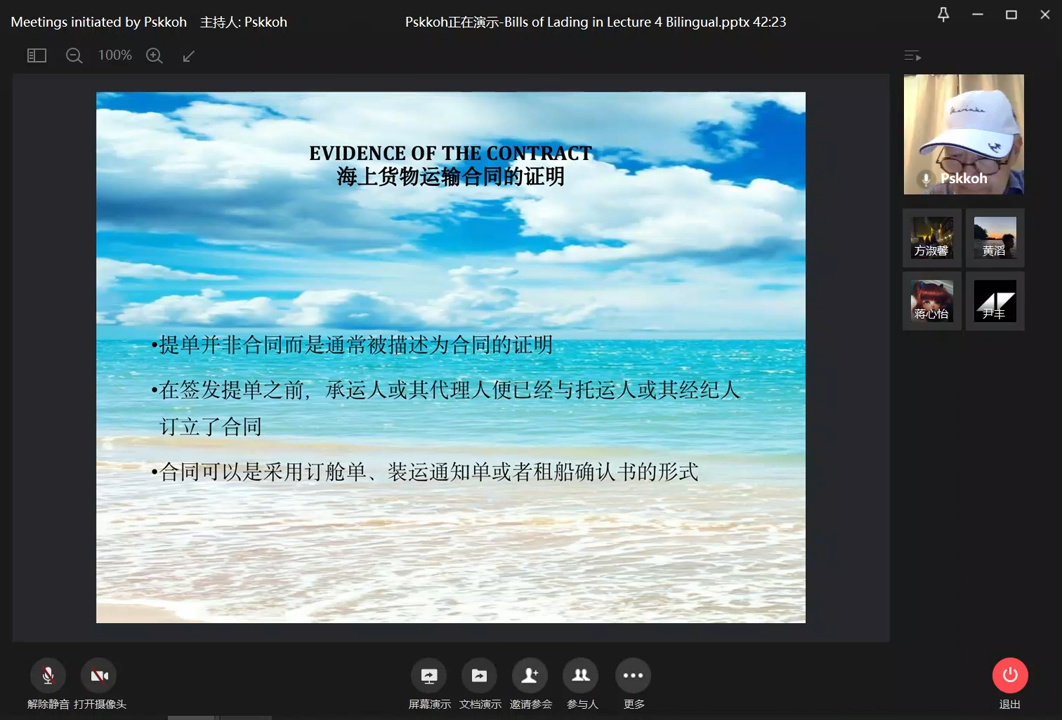 Meetings initiated by Pskkoh 主持人: Pskkoh
Pskkoh正在演示-Bills of Lading in Lecture 4 Bilingual.pptx 42:23
100%
EVIDENCE OF THE CONTRACT
海上货物运输合同的证明
•提单并非合同而是通常被描述为合同的证明
•在签发提单之前，承运人或其代理人便已经与托运人或其经纪人
订立了合同
•合同可以是采用订舱单、装运通知单或者租船确认书的形式
Pskkoh
方淑馨
黄滔
蒋心怡
尹丰
解除静音 打开摄像头
屏幕演示 文档演示 邀请参会 参与人 更多
退出